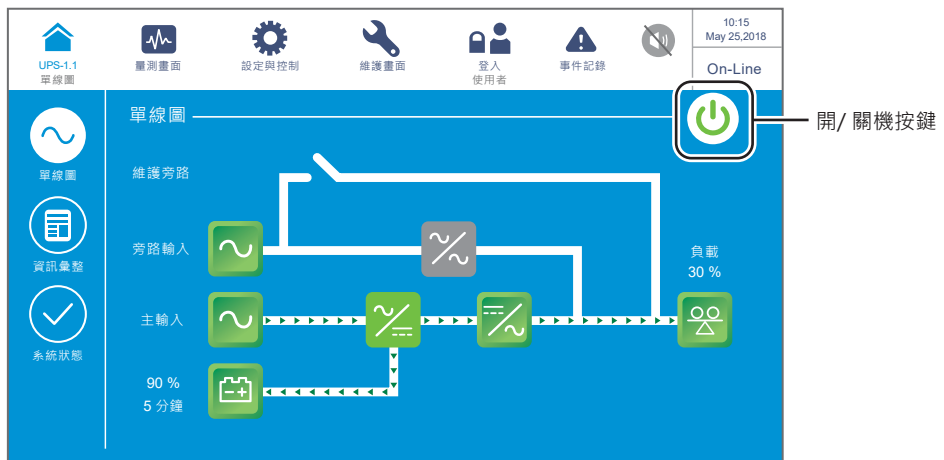 UPS-1.1
單線圖
量測畫面
設定與控制
維護畫面
登入
使用者
事件記錄
10:15
May 25,2018
On-Line
單線圖
資訊彙整
系統狀態
單線圖
維護旁路
旁路輸入
主輸入
90 %
5 分鐘
負載
30 %
開/ 關機按鍵